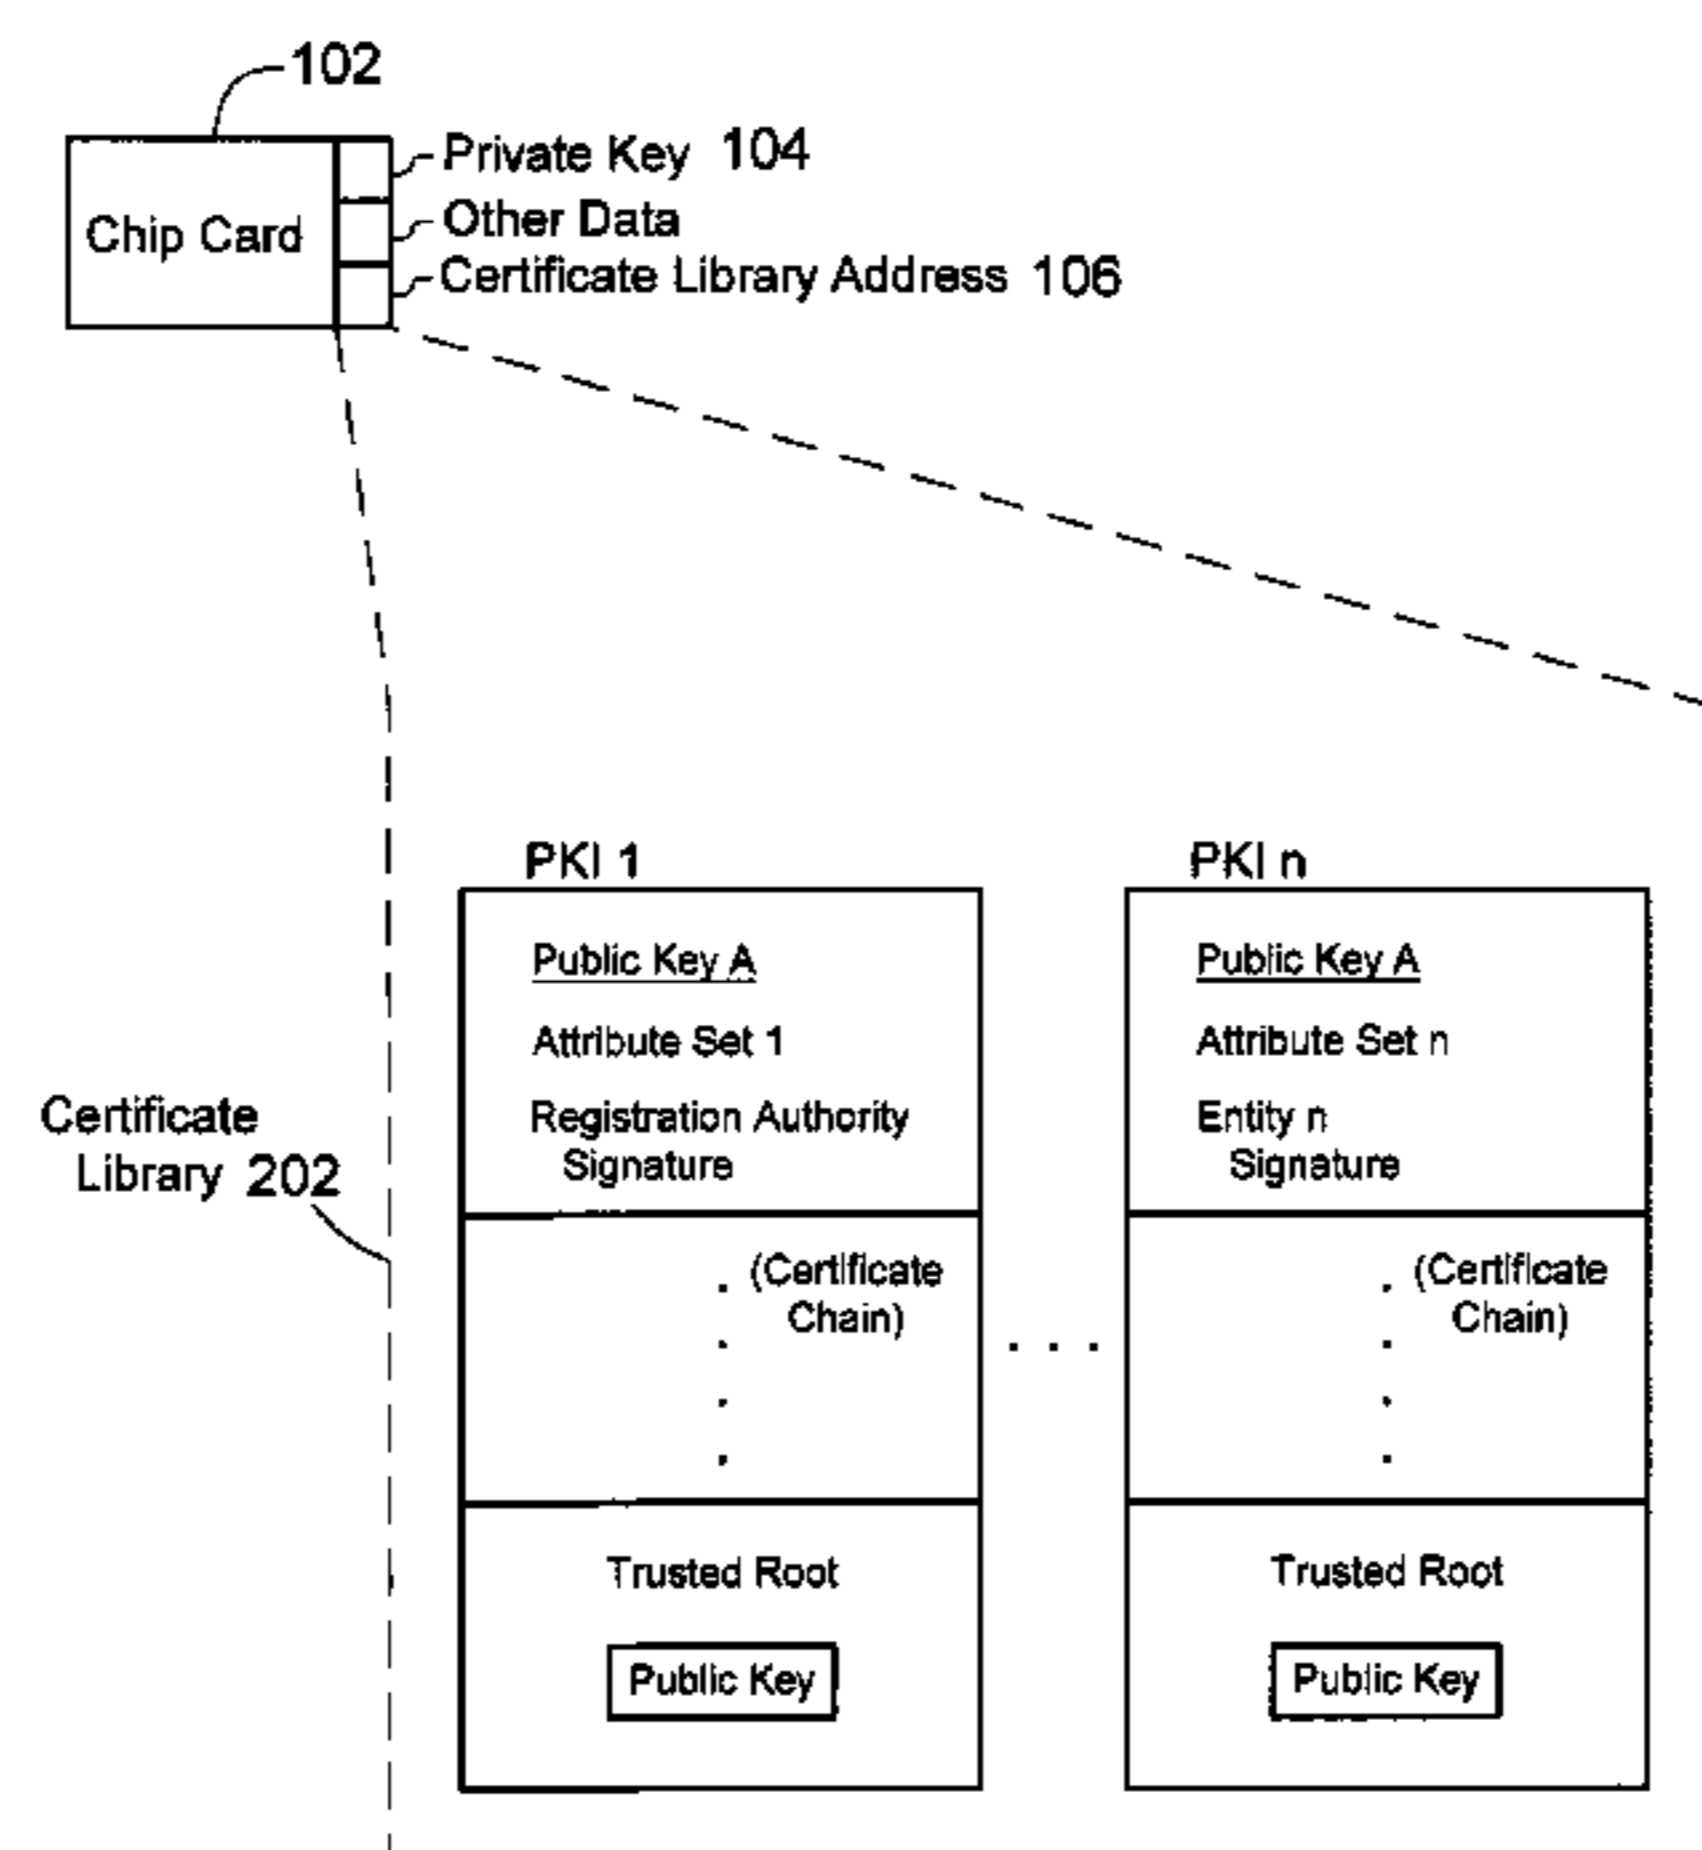 102
Private Key 104
Chip Card
Other Data
Certificate Library Address 106
PKI 1
PKI n
Public Key A
Attribute Set 1
Registration Authority
Signature
Public Key A
Attribute Set n
Entity n
Signature
Certificate
Library 202
(Certificate
Chain)
. . .
(Certificate
Chain)
Trusted Root
Public Key
Trusted Root
Public Key